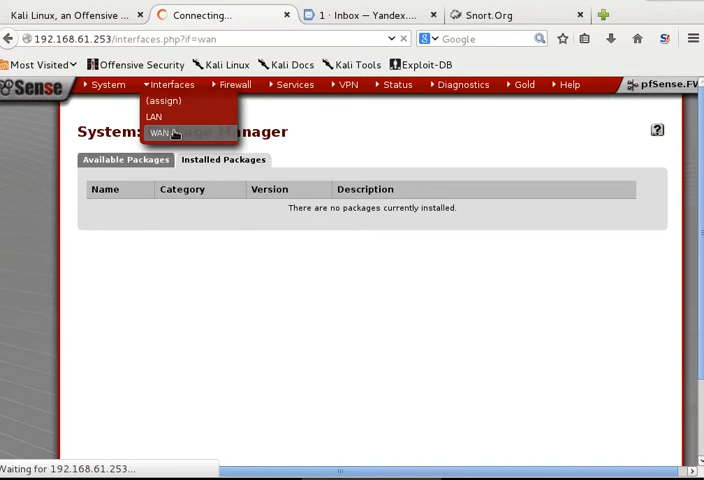 Kali Linux, an Offensive ... × Connecting... × 1 · Inbox — Yandex.... × Snort.Org ×
192.168.61.253/interfaces.php?if=wan Google
Most Visited Offensive Security Kali Linux Kali Docs Kali Tools Exploit-DB
Sense System Interfaces Firewall Services VPN Status Diagnostics Gold Help pfSense.FW
(assign)
LAN
WAN
System: Manager ?
Available Packages Installed Packages
Name Category Version Description
There are no packages currently installed.
Waiting for 192.168.61.253...